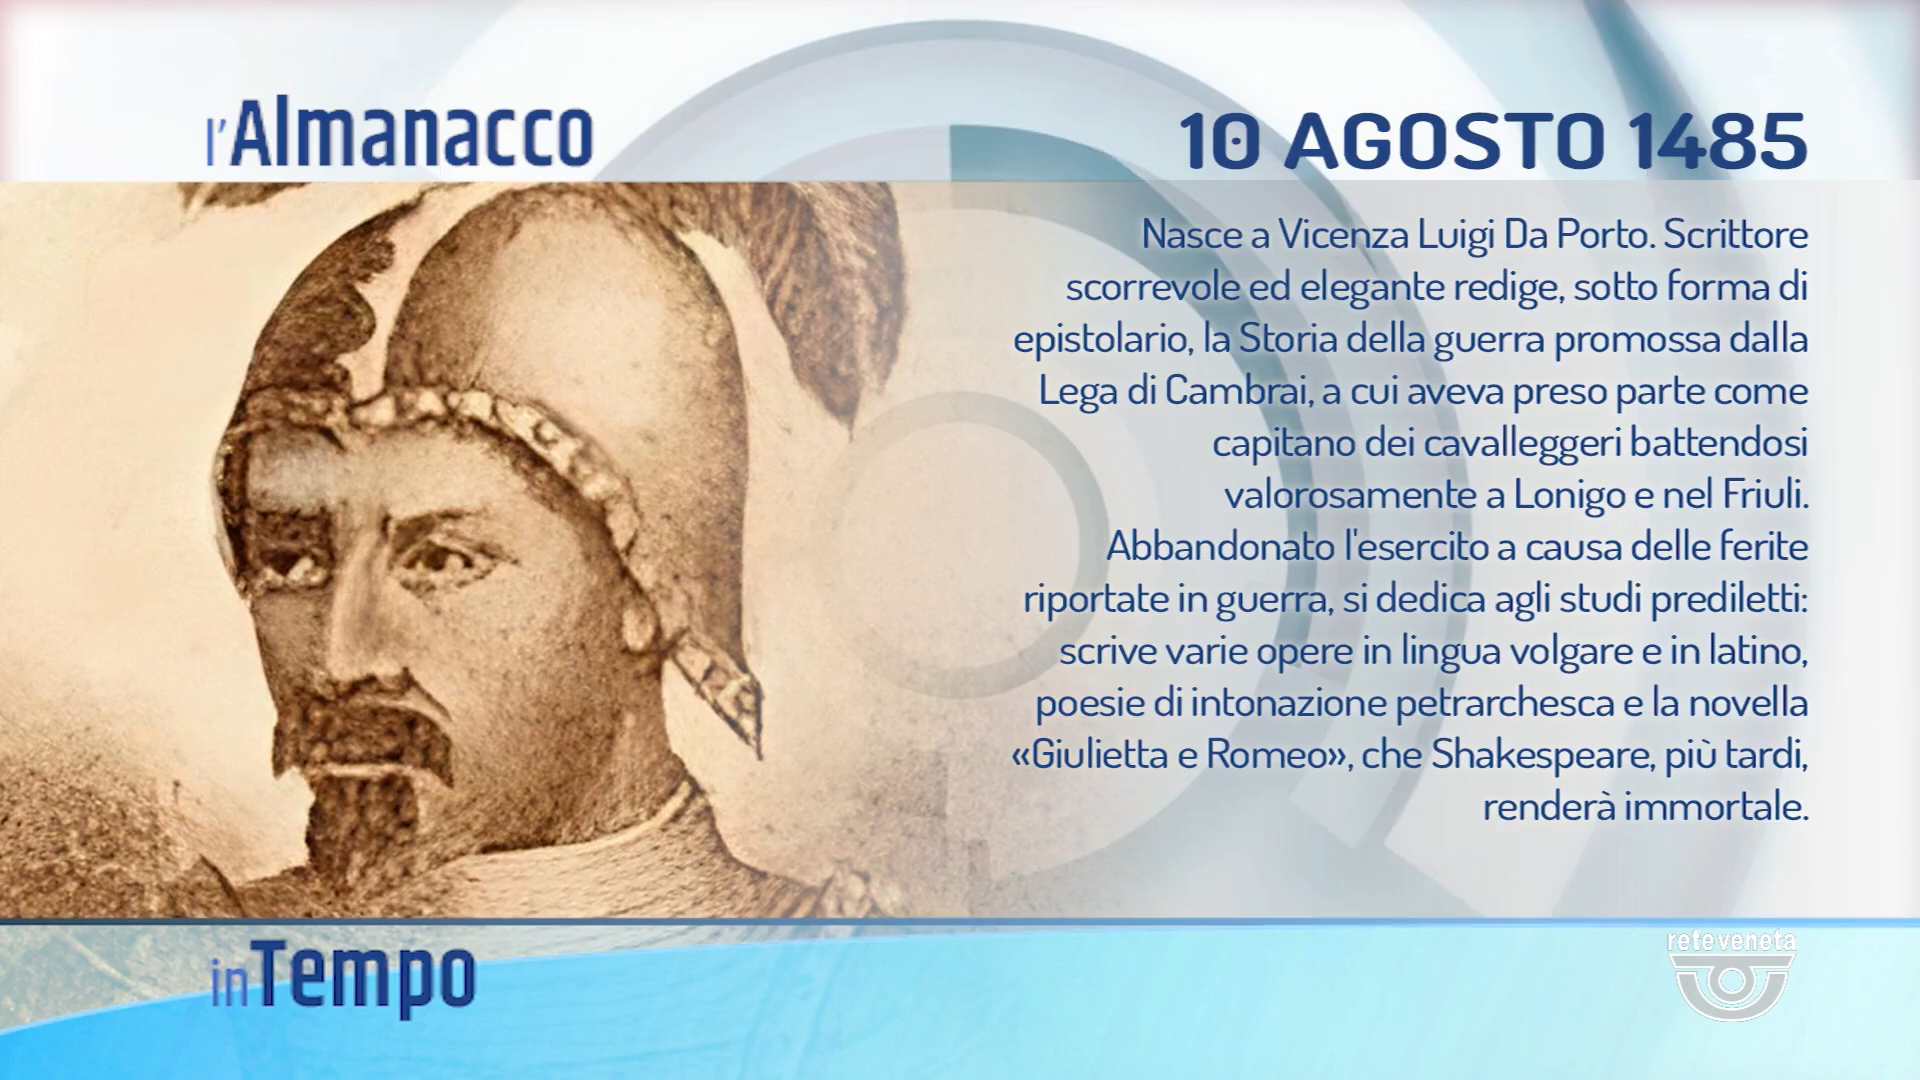 l'Almanacco
10 AGOSTO 1485
Nasce a Vicenza Luigi Da Porto. Scrittore
scorrevole ed elegante redige, sotto forma di
epistolario, la Storia della guerra promossa dalla
Lega di Cambrai, a cui aveva preso parte come
capitano dei cavalleggeri battendosi
valorosamente a Lonigo e nel Friuli.
Abbandonato l'esercito a causa delle ferite
riportate in guerra, si dedica agli studi prediletti:
scrive varie opere in lingua volgare e in latino,
poesie di intonazione petrarchesca e la novella
«Giulietta e Romeo», che Shakespeare, più tardi,
renderà immortale.
inTempo
reteveneta